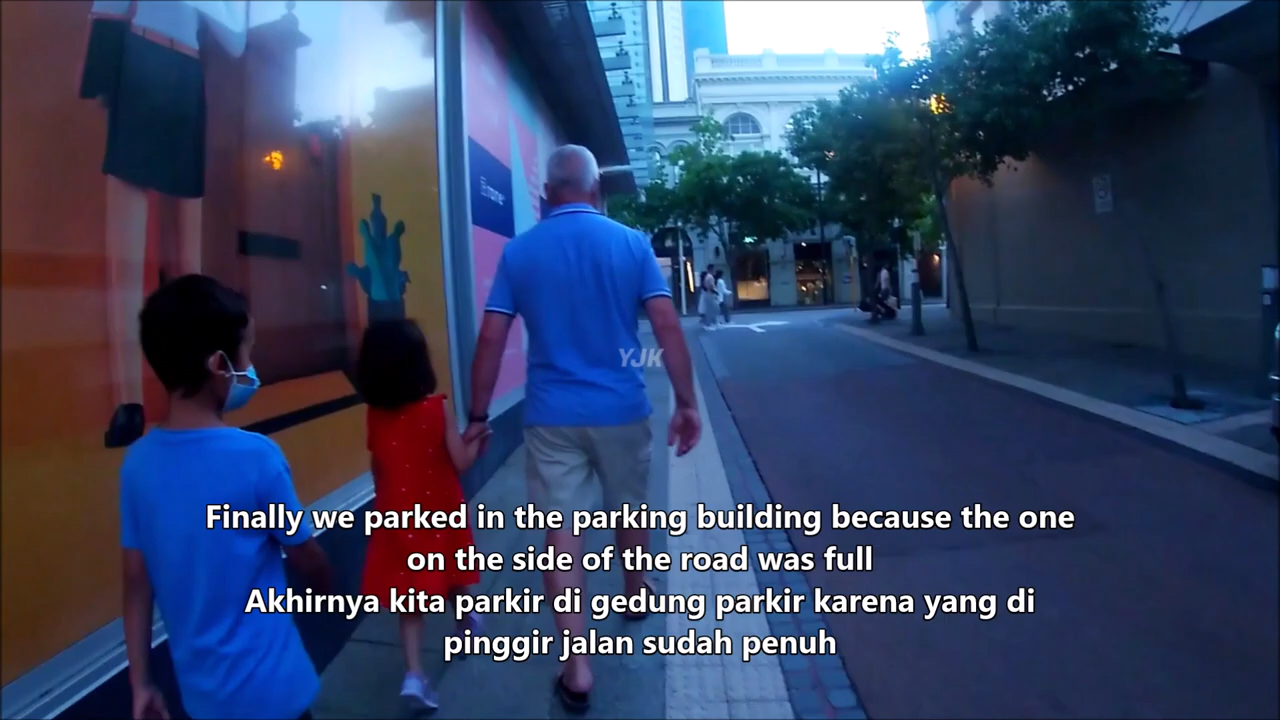 YJK
Finally we parked in the parking building because the one
on the side of the road was full
Akhirnya kita parkir di gedung parkir karena yang di
pinggir jalan sudah penuh